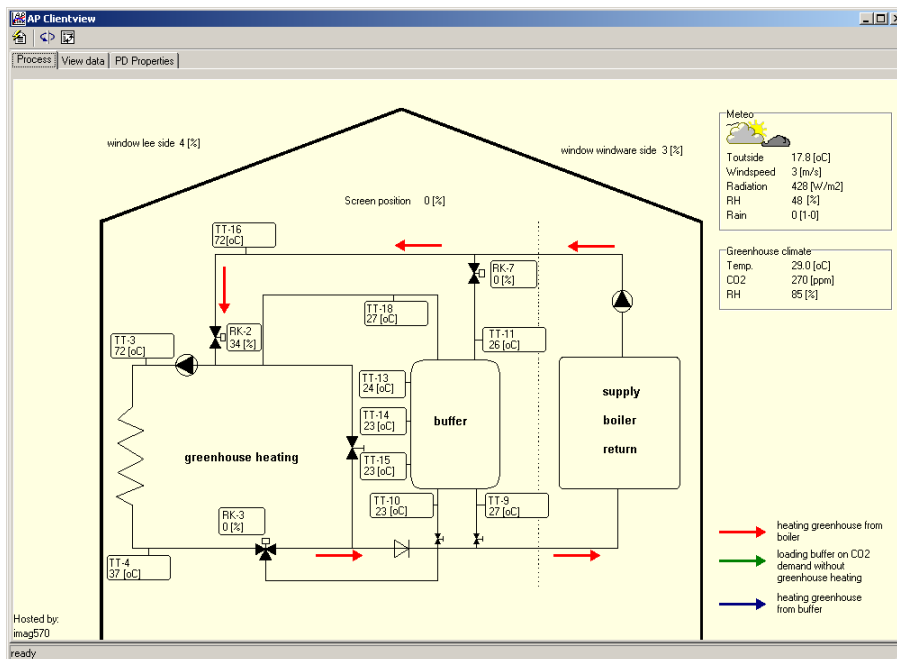 AP Clientview
Process
View data
PD Properties
window lee side 4 [%]
window windware side 3 [%]
Screen position 0 [%]
Meteo
Toutside 17.8 [oC]
Windspeed 3 [m/s]
Radiation 428 [W/m2]
RH 48 [%]
Rain 0 [1-0]
Greenhouse climate
Temp. 29.0 [oC]
CO2 270 [ppm]
RH 85 [%]
TT-16
72[oC]
RK-7
0 [%]
TT-18
27 [oC]
RK-2
34 [%]
TT-3
72 [oC]
TT-11
26 [oC]
TT-13
24 [oC]
TT-14
23 [oC]
TT-15
23 [oC]
buffer
supply
boiler
return
greenhouse heating
TT-10
23 [oC]
TT-9
27 [oC]
RK-3
0 [%]
TT-4
37 [oC]
heating greenhouse from
boiler
loading buffer on CO2
demand without
greenhouse heating
heating greenhouse
from buffer
Hosted by:
imag570
ready